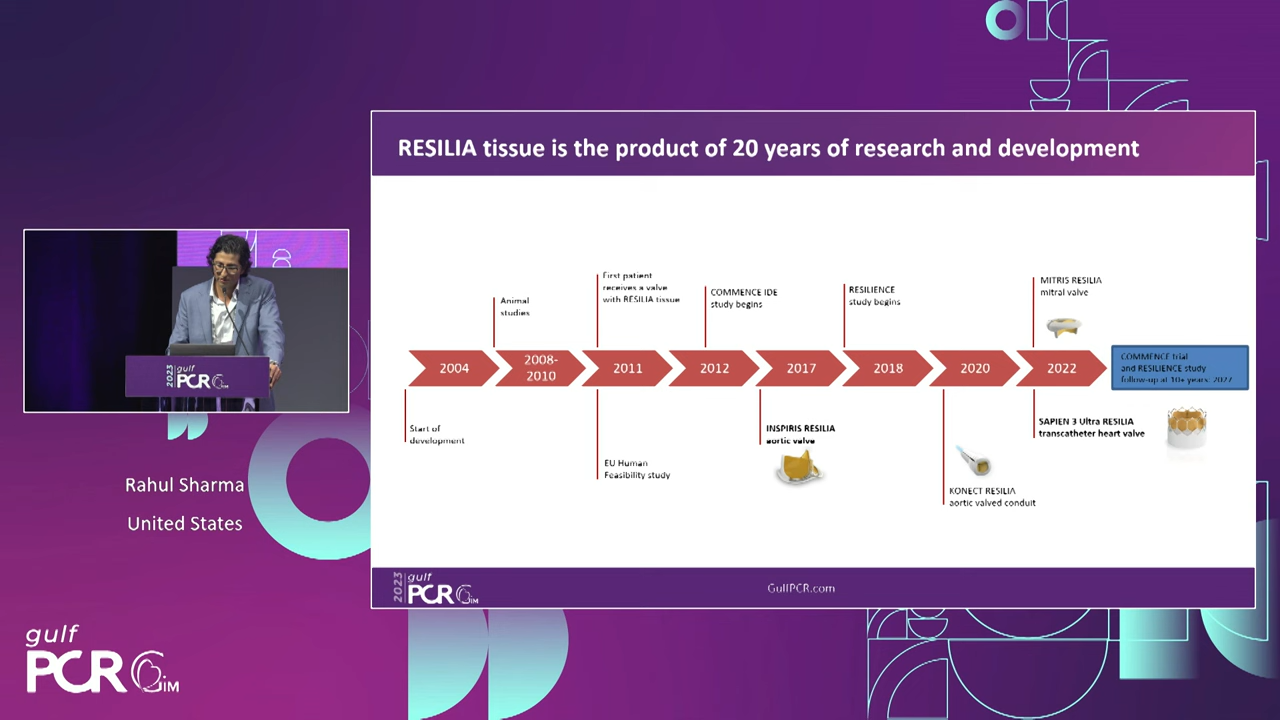 RESILIA tissue is the product of 20 years of research and development
First patient
receives a valve
with RESILIA tissue
Animal
studies
COMMENCE IDE
study begins
RESILIENCE
study begins
MITRIS RESILIA
mitral valve
2004
2008-
2010
2011
2012
2017
2018
2020
2022
COMMENCE trial
and RESILIENCE study
follow-up at 10+ years: 2027
Start of
development
EU Human
Feasibility study
INSPIRIS RESILIA
aortic valve
KONECT RESILIA
aortic valved conduit
SAPIEN 3 Ultra RESILIA
transcatheter heart valve
2023 gulf
PCR GIM
GulfPCR.com
2023 gulf
PCR GIM
Rahul Sharma
United States
gulf
PCR GIM